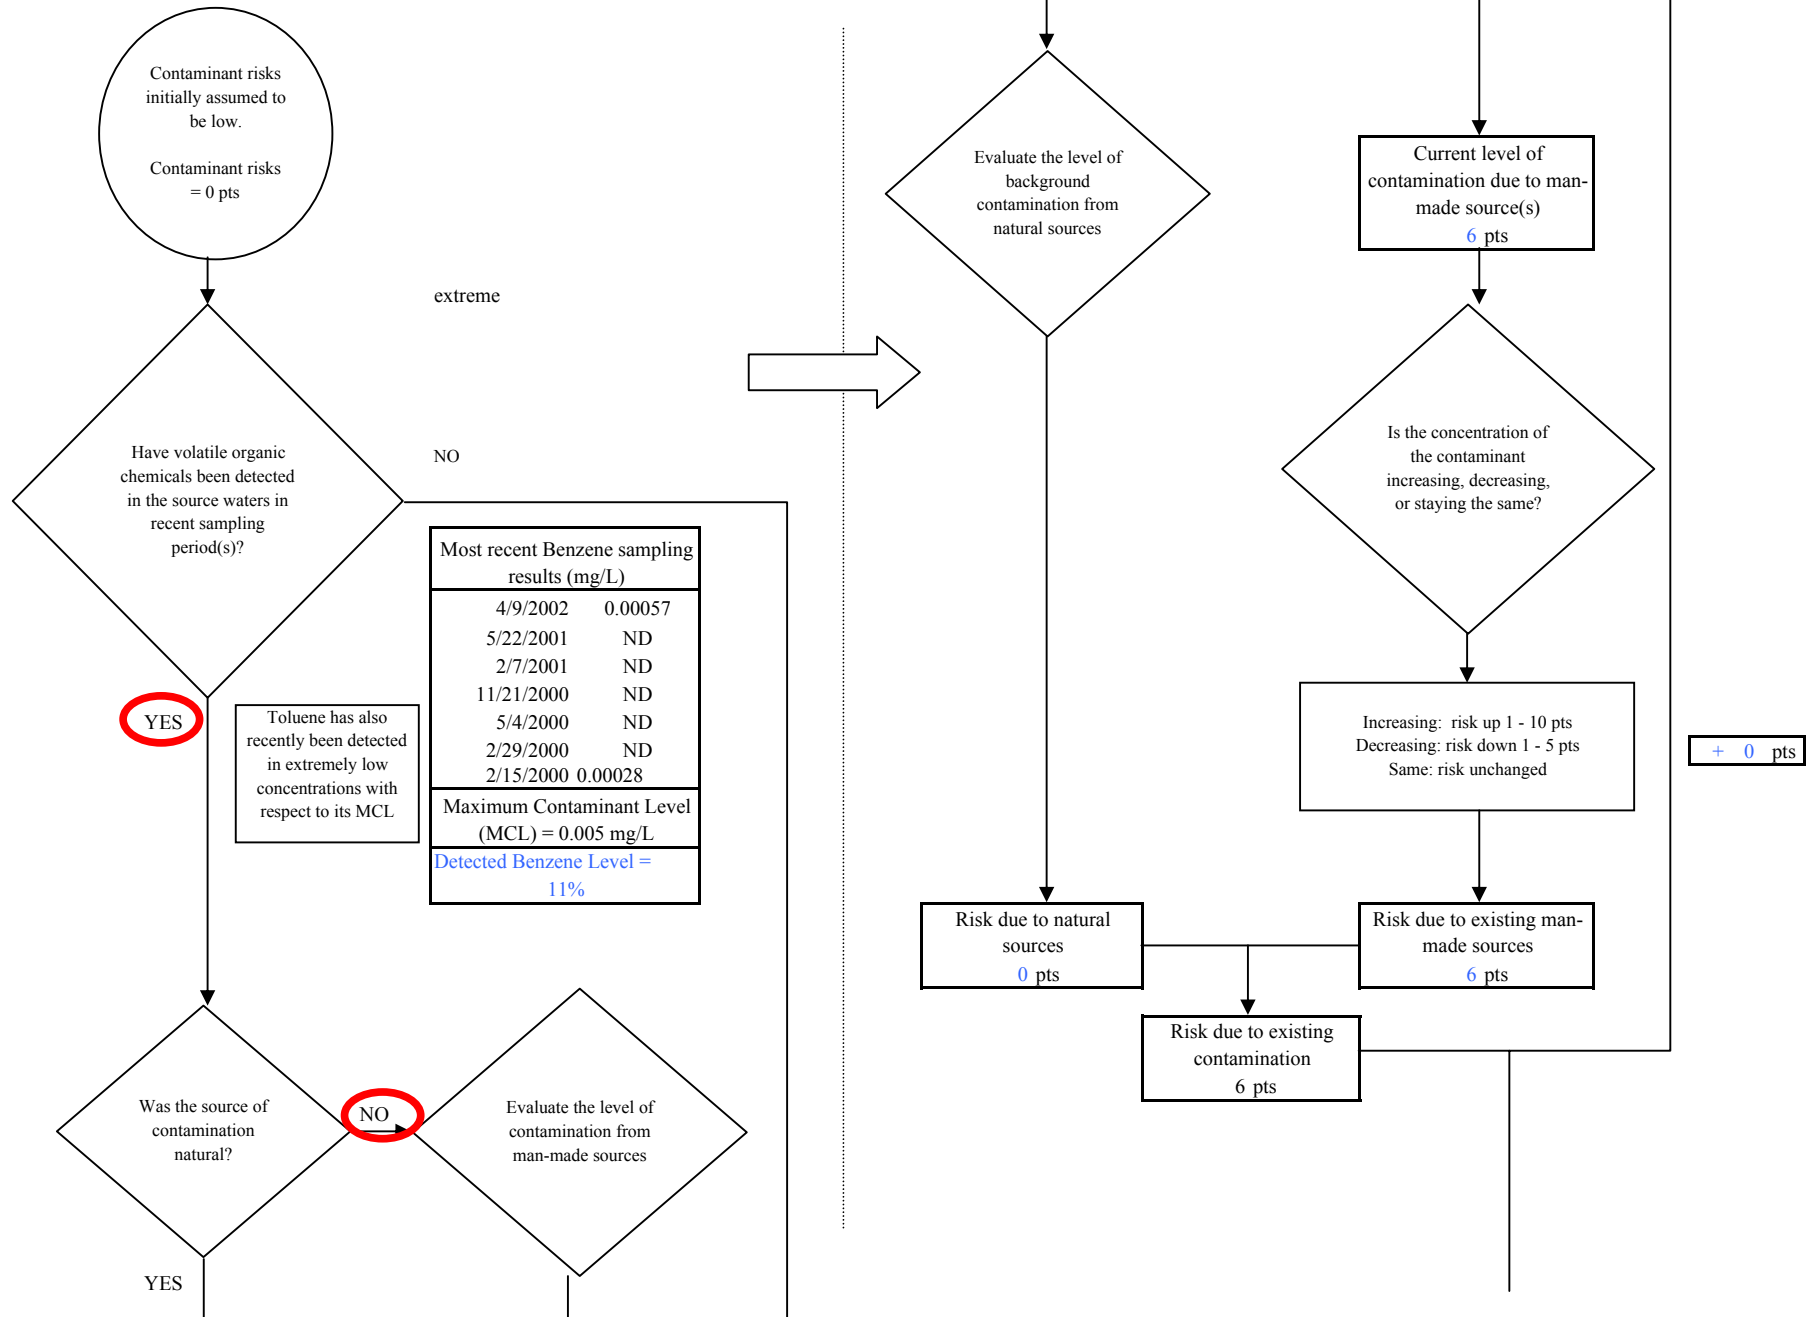 Contaminant risks
initially assumed to
be low.
Contaminant risks
= 0 pts
extreme
Have volatile organic
chemicals been detected
in the source waters in
recent sampling
period(s)?
NO
YES
Toluene has also
recently been detected
in extremely low
concentrations with
respect to its MCL
Most recent Benzene sampling
results (mg/L)
4/9/2002 0.00057
5/22/2001 ND
2/7/2001 ND
11/21/2000 ND
5/4/2000 ND
2/29/2000 ND
2/15/2000 0.00028
Maximum Contaminant Level
(MCL) = 0.005 mg/L
Detected Benzene Level =
11%
Was the source of
contamination
natural?
NO
Evaluate the level of
contamination from
man-made sources
YES
Evaluate the level of
background
contamination from
natural sources
Current level of
contamination due to man-
made source(s)
6 pts
Is the concentration of
the contaminant
increasing, decreasing,
or staying the same?
Increasing: risk up 1 - 10 pts
Decreasing: risk down 1 - 5 pts
Same: risk unchanged
+ 0 pts
Risk due to natural
sources
0 pts
Risk due to existing man-
made sources
6 pts
Risk due to existing
contamination
6 pts